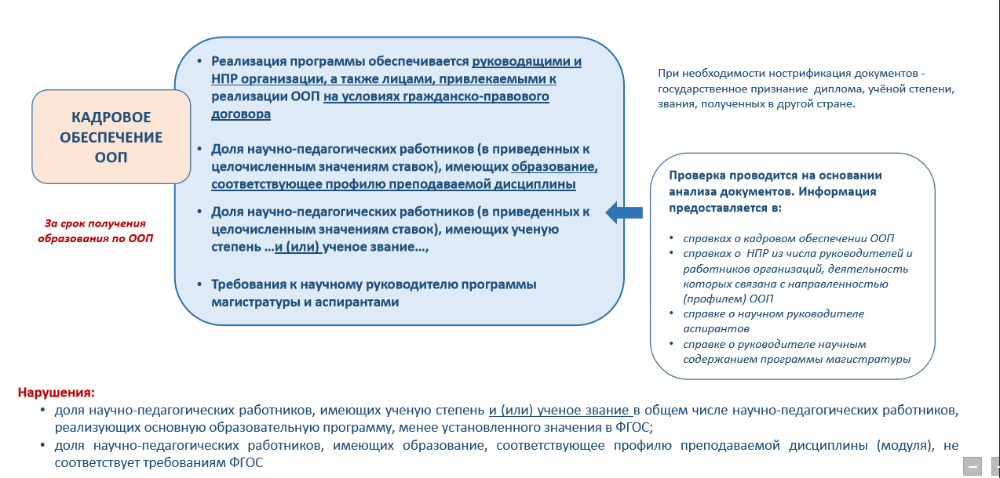 КАДРОВОЕ
ОБЕСПЕЧЕНИЕ
ООП
За срок получения
образования по ООП
• Реализация программы обеспечивается руководящими и
НПР организации, а также лицами, привлекаемыми к
реализации ООП на условиях гражданско-правового
договора
• Доля научно-педагогических работников (в приведенных к
целочисленным значениям ставок), имеющих образование,
соответствующее профилю преподаваемой дисциплины
• Доля научно-педагогических работников (в приведенных к
целочисленным значениям ставок), имеющих ученую
степень ...и (или) ученое звание...,
• Требования к научному руководителю программы
магистратуры и аспирантами
При необходимости нострификация документов -
государственное признание диплома, учёной степени,
звания, полученных в другой стране.
Проверка проводится на основании
анализа документов. Информация
предоставляется в:
• справках о кадровом обеспечении ООП
• справках о НПР из числа руководителей и
работников организаций, деятельность
которых связана с направленностью
(профилем) ООП
• справке о научном руководителе
аспирантов
• справке о руководителе научным
содержанием программы магистратуры
Нарушения:
• доля научно-педагогических работников, имеющих ученую степень и (или) ученое звание в общем числе научно-педагогических работников,
реализующих основную образовательную программу, менее установленного значения в ФГОС;
• доля научно-педагогических работников, имеющих образование, соответствующее профилю преподаваемой дисциплины (модуля), не
соответствует требованиям ФГОС